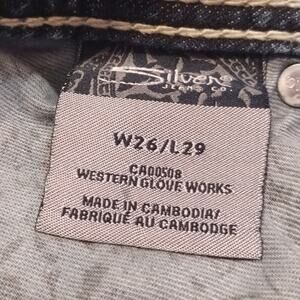 Silver
JEANS CO.
W26/L29
CA00508
WESTERN GLOVE WORKS
MADE IN CAMBODIA/
FABRIQUÉ AU CAMBODGE